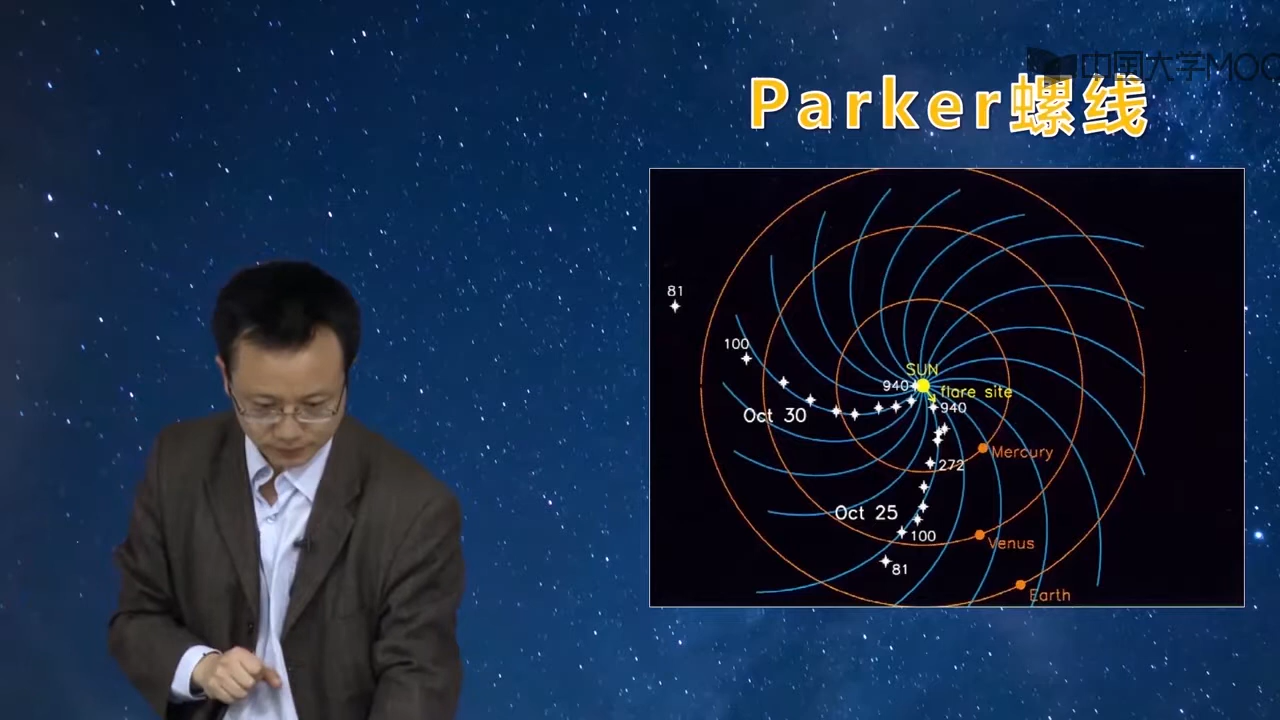 中国大学MOO
Parker螺线
81
100
SUN
940
flare site
940
Oct 30
Mercury
272
Oct 25
100
Venus
81
Earth